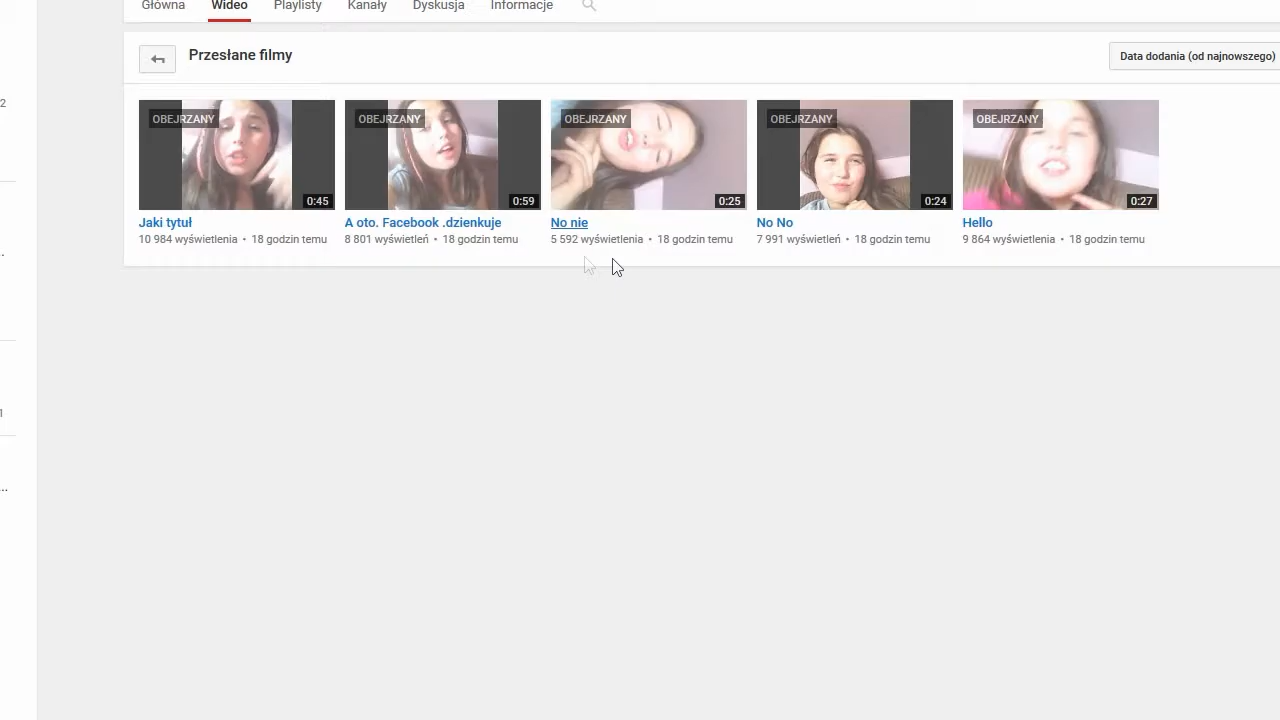 Główna Wideo Playlisty Kanały Dyskusja Informacje
2
Przesłane filmy
Data dodania (od najnowszego)
OBEJRZANY OBEJRZANY OBEJRZANY OBEJRZANY OBEJRZANY
0:45 0:59 0:25 0:24 0:27
Jaki tytuł A oto. Facebook .dzienkuje No nie No No Hello
10 984 wyświetlenia • 18 godzin temu 8 801 wyświetleń • 18 godzin temu 5 592 wyświetlenia • 18 godzin temu 7 991 wyświetleń • 18 godzin temu 9 864 wyświetlenia • 18 godzin temu
...
1
...